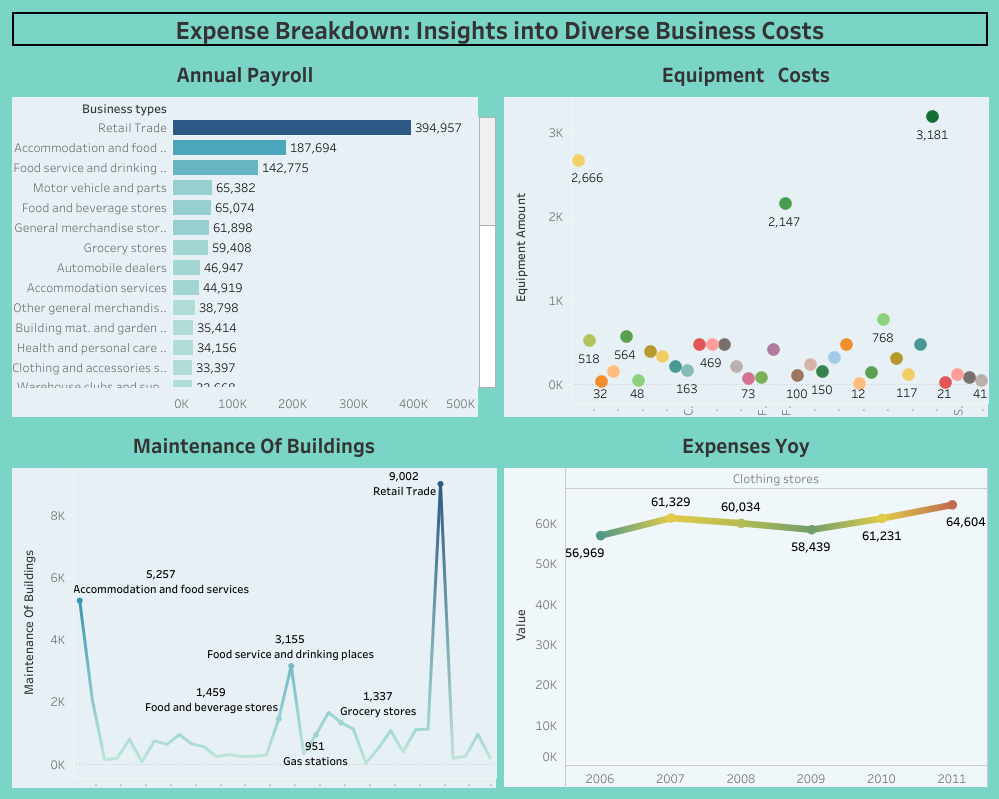 Expense Breakdown: Insights into Diverse Business Costs
Annual Payroll
Business types
Retail Trade 394,957
Accommodation and food .. 187,694
Food service and drinking .. 142,775
Motor vehicle and parts 65,382
Food and beverage stores 65,074
General merchandise stor.. 61,898
Grocery stores 59,408
Automobile dealers 46,947
Accommodation services 44,919
Other general merchandis.. 38,798
Building mat. and garden .. 35,414
Health and personal care .. 34,156
Clothing and accessories s.. 33,397
Warehouse clubs and sup..
0K 100K 200K 300K 400K 500K
Equipment Costs
Equipment Amount
3K
2K
1K
0K
3,181
2,666
2,147
768
518 564
469
163
32 48 73 100 150 12 117 21 41
C.
F.
F.
S.
Maintenance Of Buildings
Maintenance Of Buildings
8K
6K
4K
2K
0K
9,002
Retail Trade
5,257
Accommodation and food services
3,155
Food service and drinking places
1,459
Food and beverage stores
1,337
Grocery stores
951
Gas stations
Expenses Yoy
Clothing stores
Value
60K
50K
40K
30K
20K
10K
0K
56,969
61,329
60,034
58,439
61,231
64,604
2006 2007 2008 2009 2010 2011